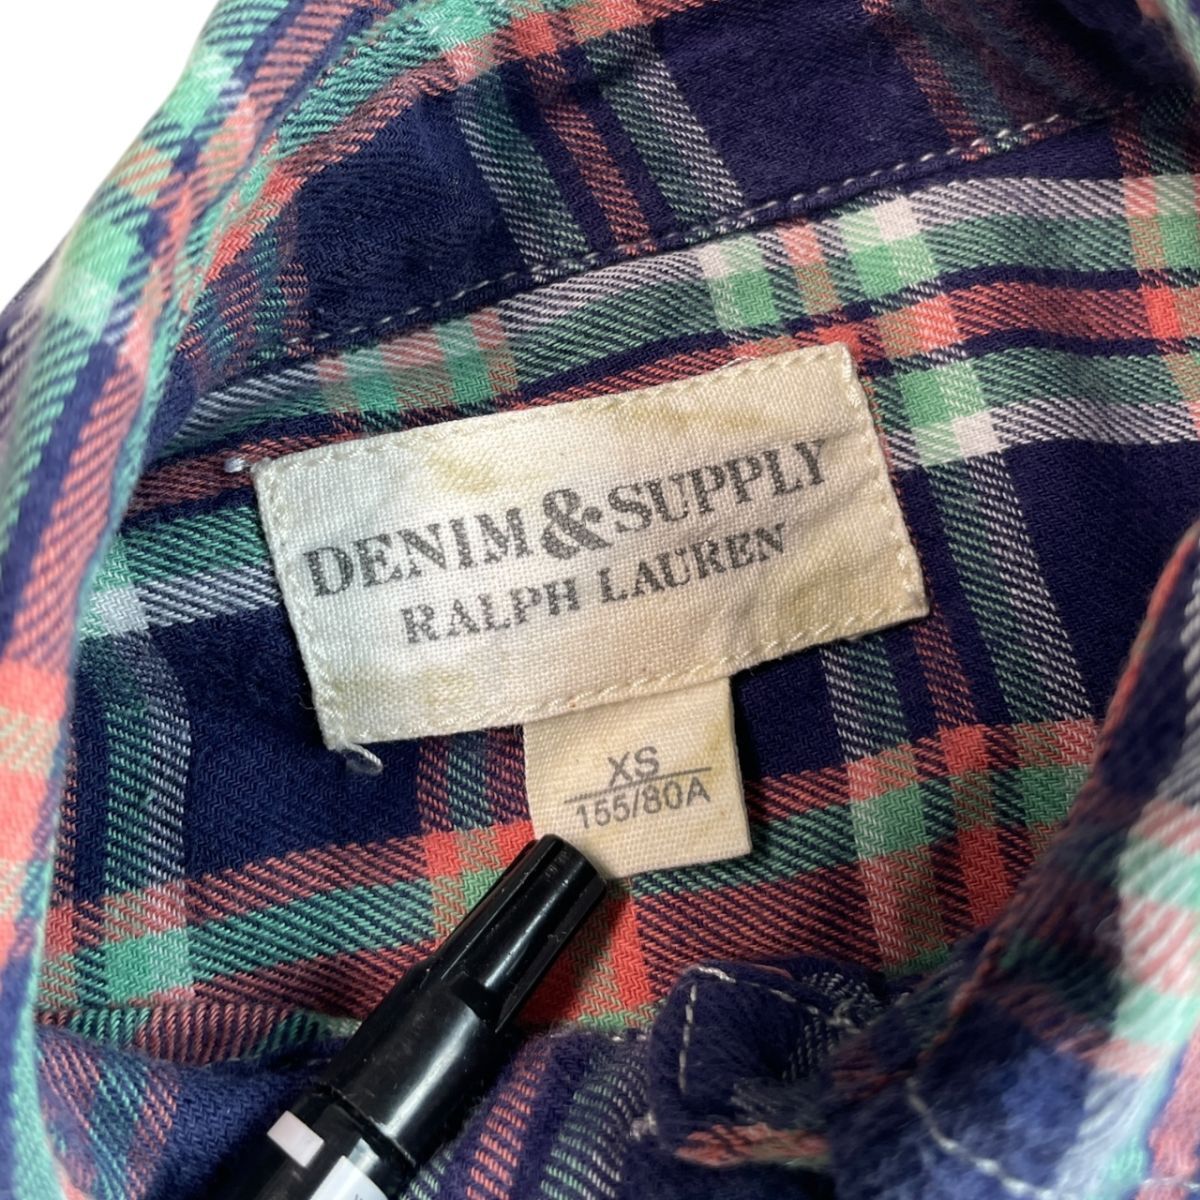 DENIM & SUPPLY
RALPH LAUREN
XS
155/80A